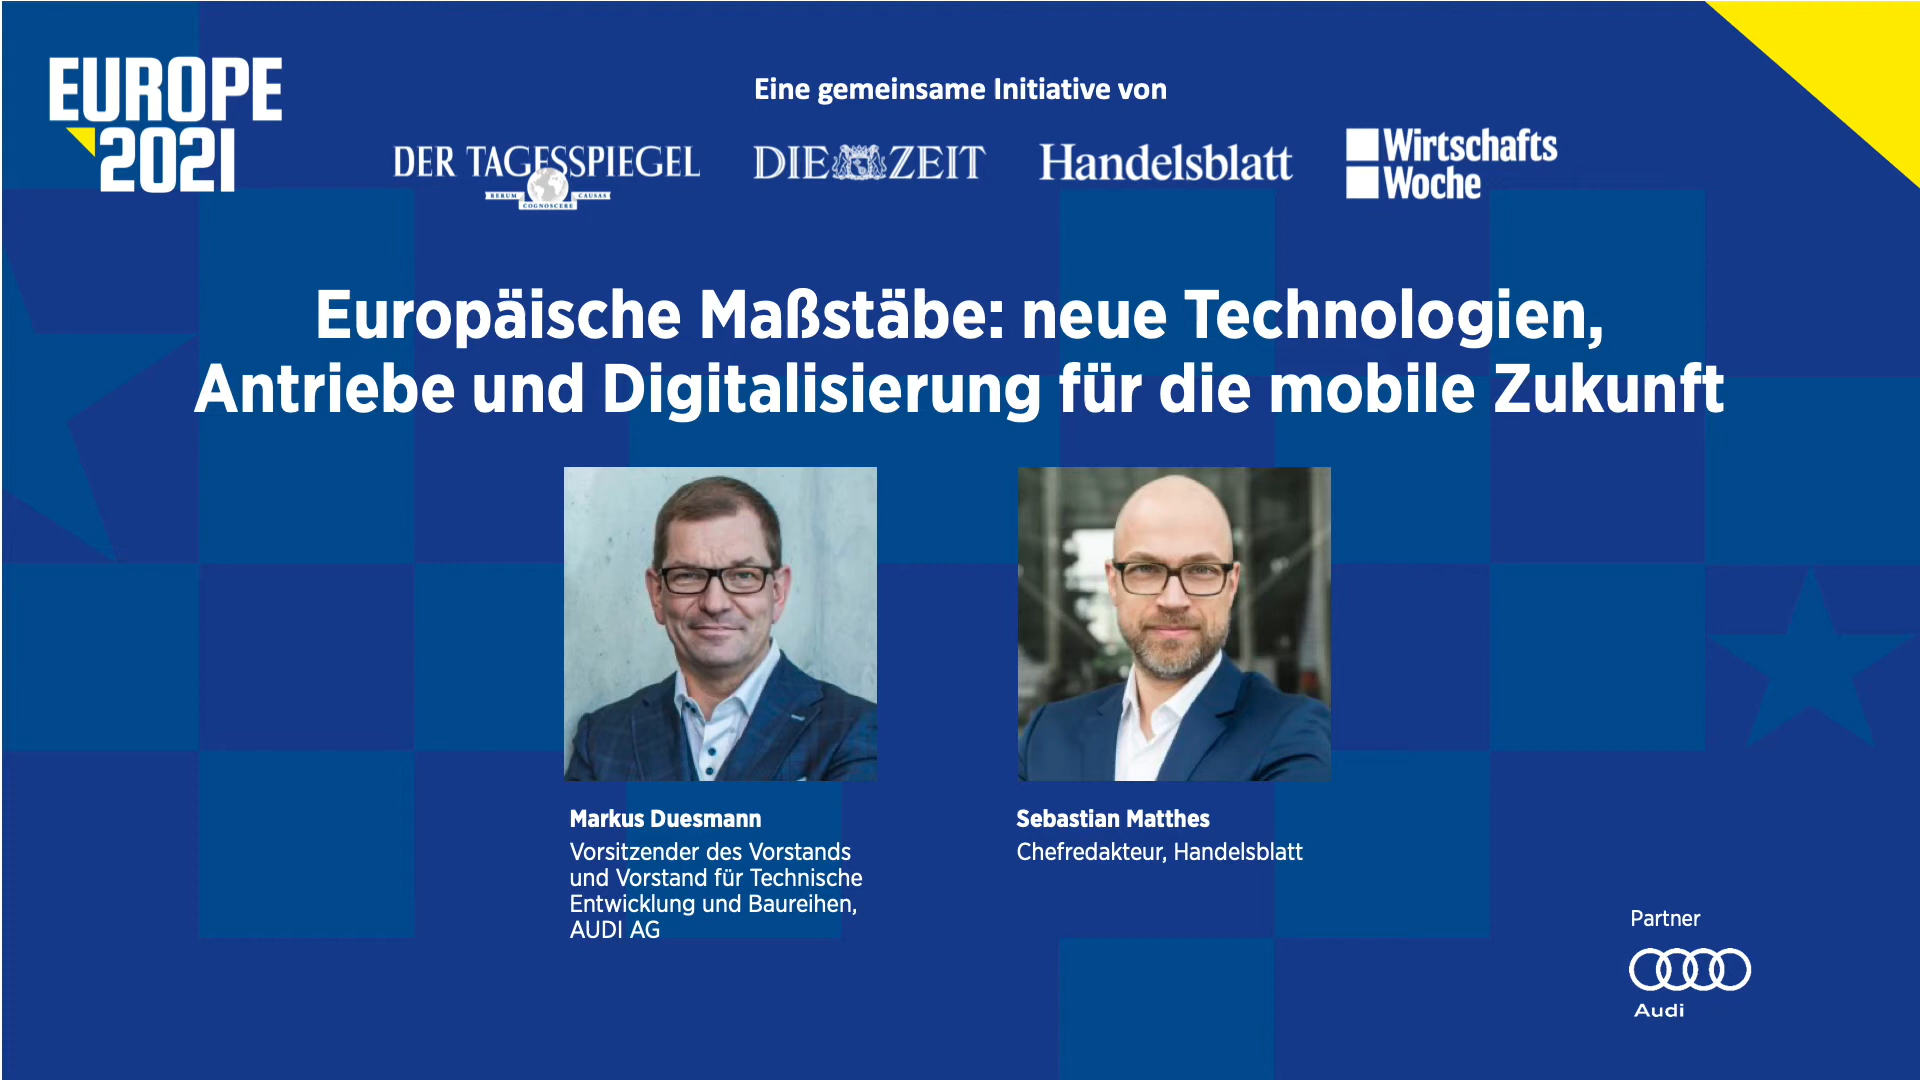 EUROPE
2021
Eine gemeinsame Initiative von
DER TAGESSPIEGEL
RERUM CAUSAS
COGNOSCERE
DIE ZEIT
Handelsblatt
Wirtschafts
Woche
Europäische Maßstäbe: neue Technologien,
Antriebe und Digitalisierung für die mobile Zukunft
Markus Duesmann
Vorsitzender des Vorstands
und Vorstand für Technische
Entwicklung und Baureihen,
AUDI AG
Sebastian Matthes
Chefredakteur, Handelsblatt
Partner
Audi